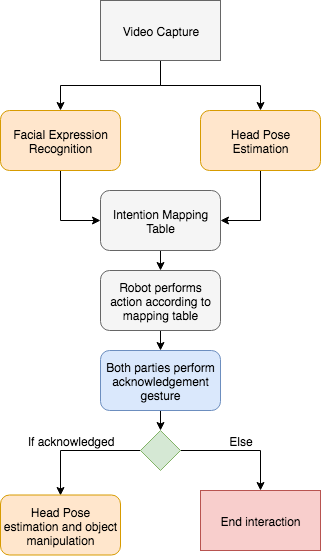 Video Capture
Facial Expression
Recognition
Head Pose
Estimation
Intention Mapping
Table
Robot performs
action according to
mapping table
Both parties perform
acknowledgement
gesture
If acknowledged
Else
Head Pose
estimation and object
manipulation
End interaction